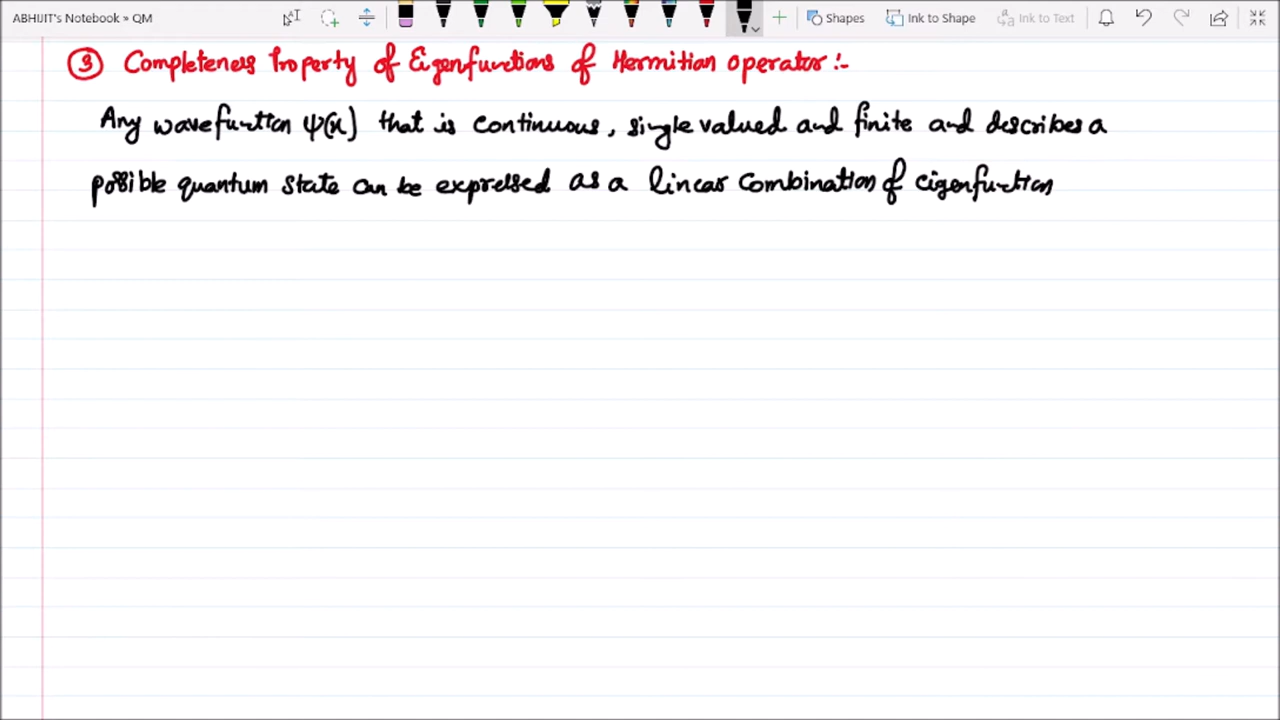 ABHIJIT's Notebook » QM
Shapes
Ink to Shape
Ink to Text
③ Completeness Property of Eigenfunctions of Hermitian operator :-
Any wavefunction ψ(x) that is continuous, single valued and finite and describes a
possible quantum state can be expressed as a linear combination of eigenfunction